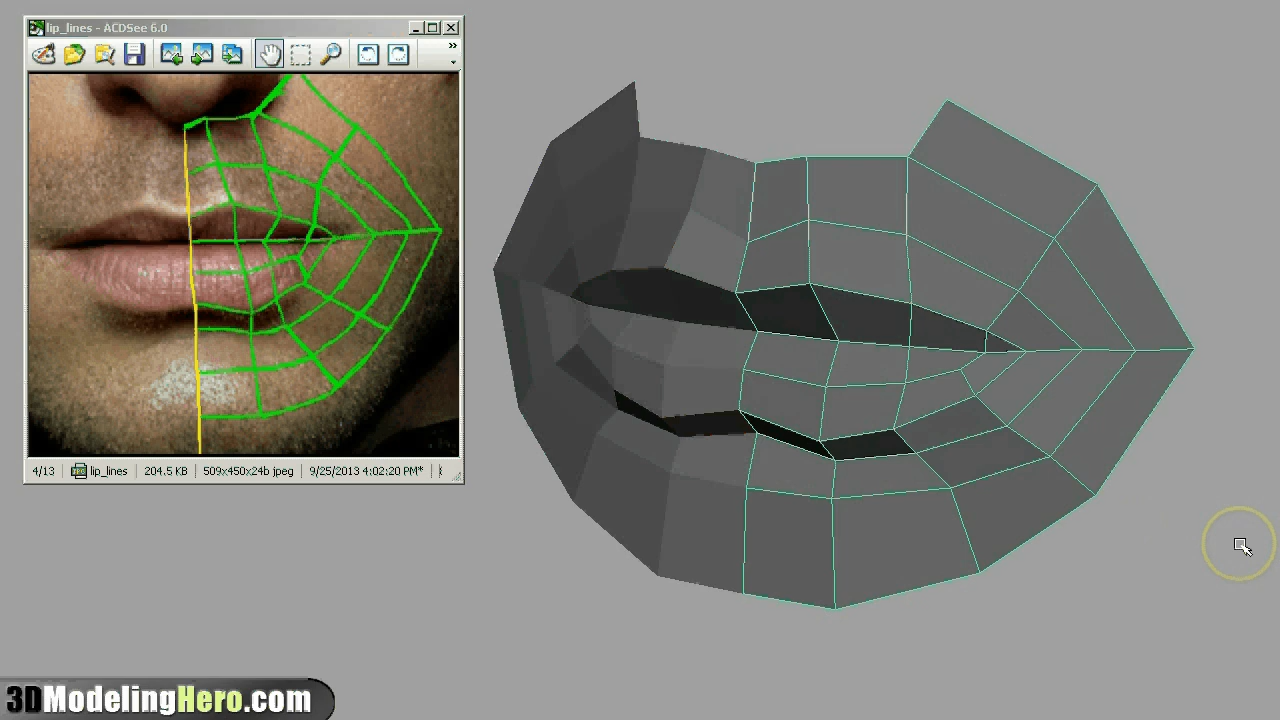 lip_lines - ACDSee 6.0
4/13 lip_lines 204.5 KB 509x450x24b jpeg 9/25/2013 4:02:20 PM*
3DModelingHero.com